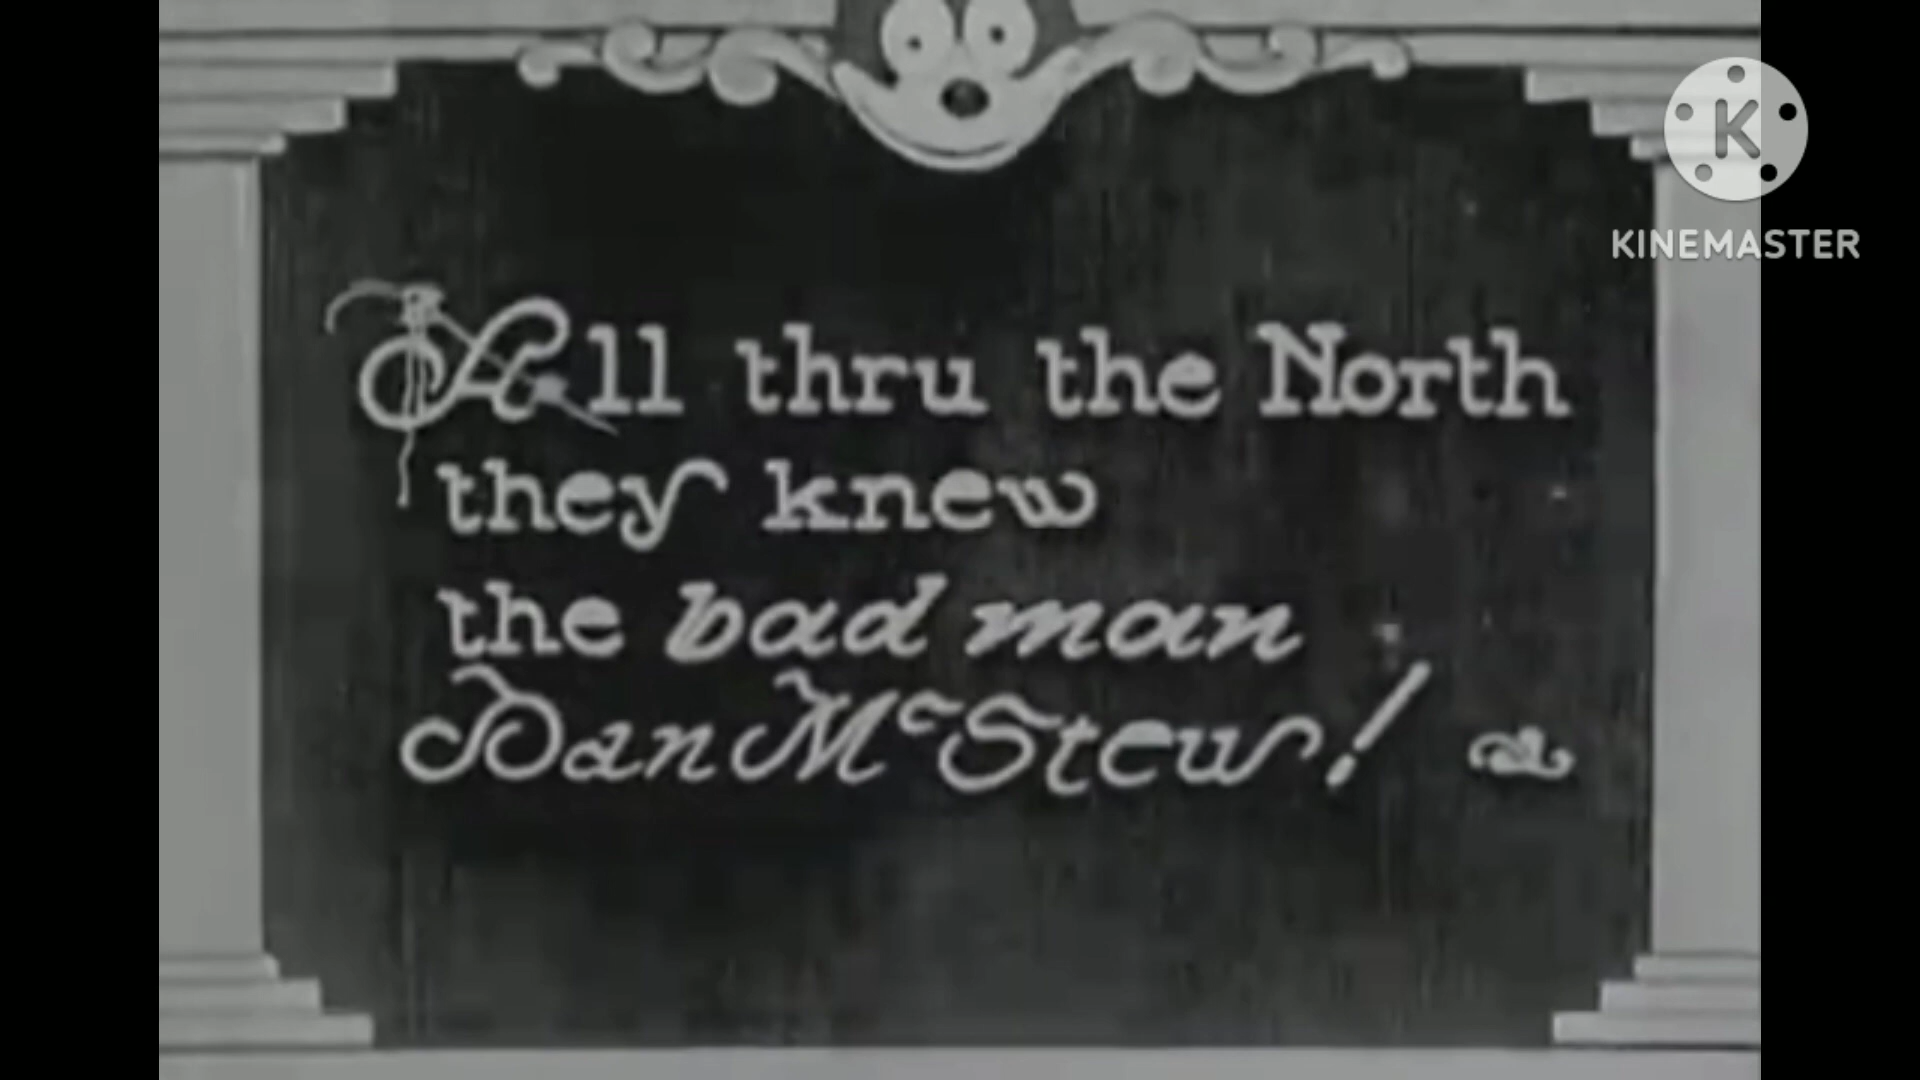 K
KINEMASTER
All thru the North
they knew
the bad man
Dan McStew!